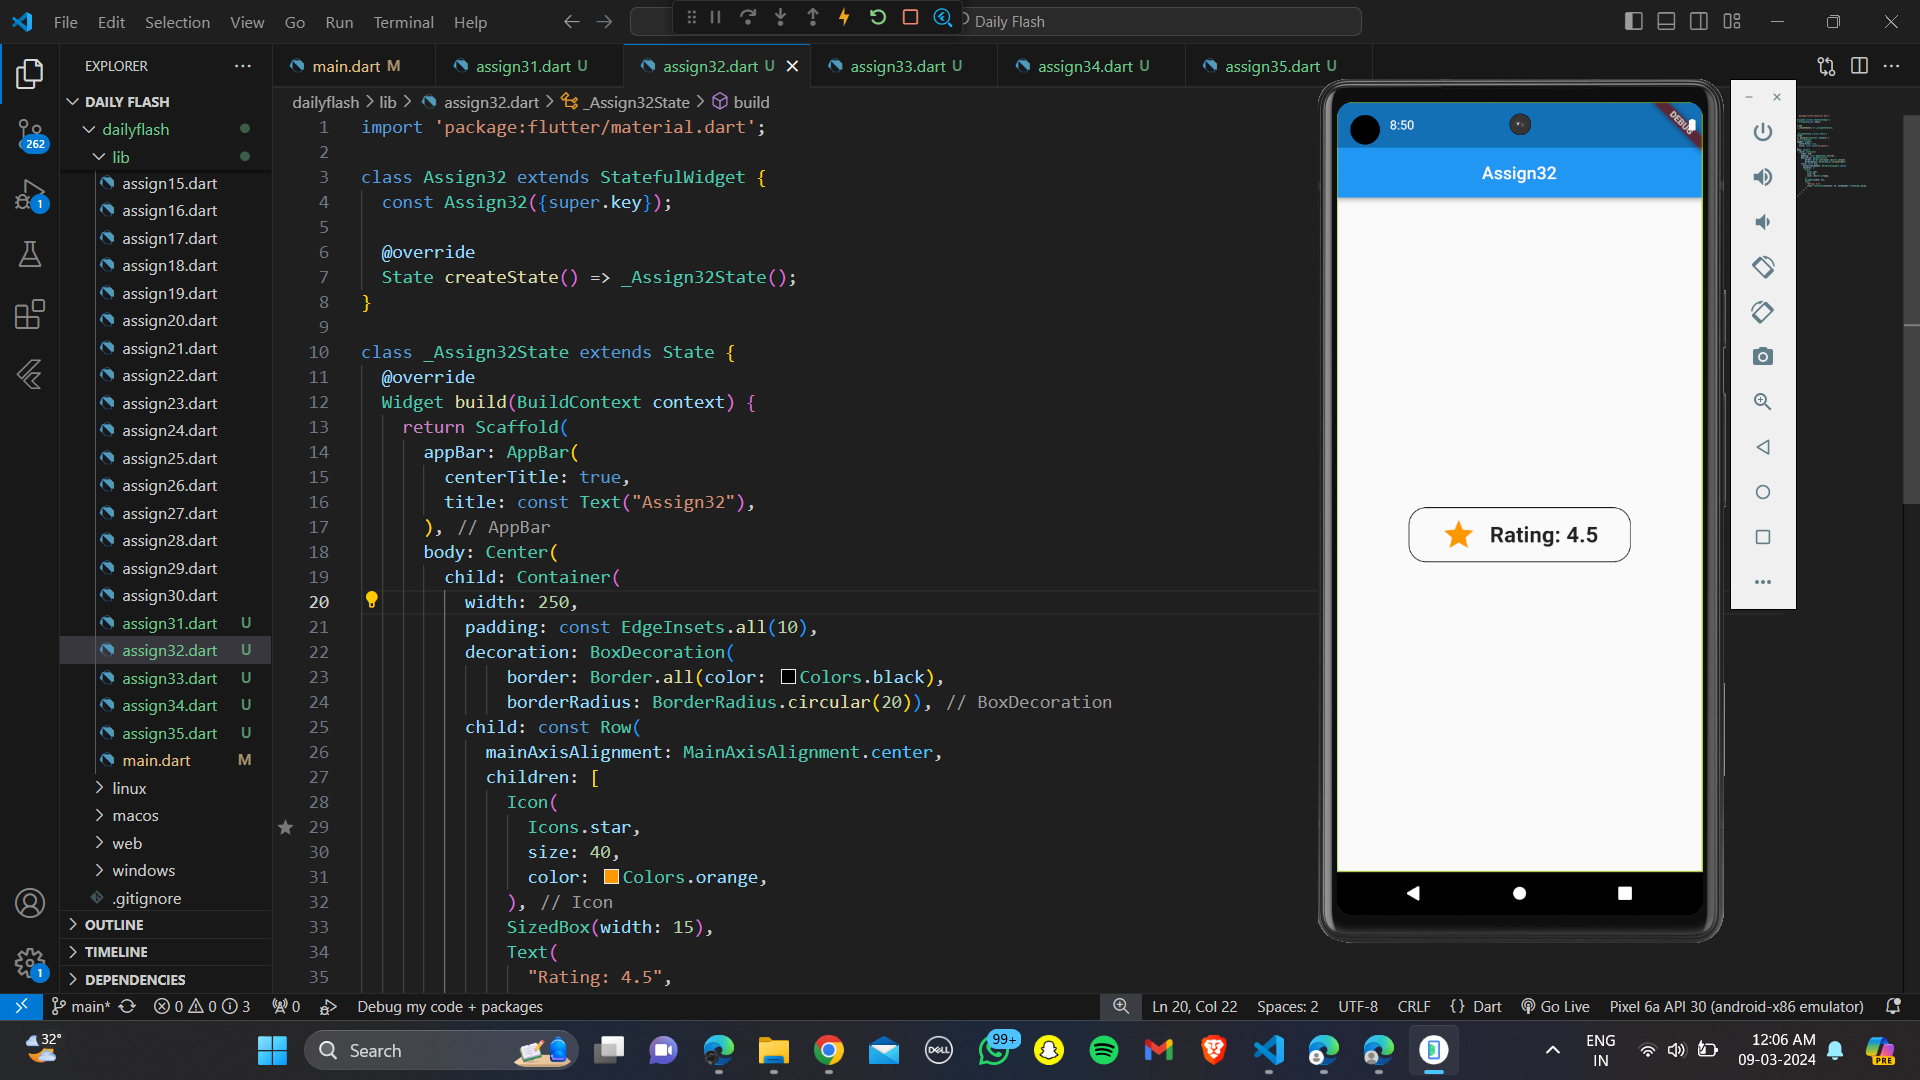 File Edit Selection View Go Run Terminal Help
Daily Flash
EXPLORER
DAILY FLASH
dailyflash
lib
assign15.dart
assign16.dart
assign17.dart
assign18.dart
assign19.dart
assign20.dart
assign21.dart
assign22.dart
assign23.dart
assign24.dart
assign25.dart
assign26.dart
assign27.dart
assign28.dart
assign29.dart
assign30.dart
assign31.dart U
assign32.dart U
assign33.dart U
assign34.dart U
assign35.dart U
main.dart M
linux
macos
web
windows
.gitignore
OUTLINE
TIMELINE
DEPENDENCIES
262
1
1
main.dart M assign31.dart U assign32.dart U assign33.dart U assign34.dart U assign35.dart U
dailyflash > lib > assign32.dart > _Assign32State > build
1 import 'package:flutter/material.dart';
2
3 class Assign32 extends StatefulWidget {
4 const Assign32({super.key});
5
6 @override
7 State createState() => _Assign32State();
8 }
9
10 class _Assign32State extends State {
11 @override
12 Widget build(BuildContext context) {
13 return Scaffold(
14 appBar: AppBar(
15 centerTitle: true,
16 title: const Text("Assign32"),
17 ), // AppBar
18 body: Center(
19 child: Container(
20 width: 250,
21 padding: const EdgeInsets.all(10),
22 decoration: BoxDecoration(
23 border: Border.all(color: Colors.black),
24 borderRadius: BorderRadius.circular(20)), // BoxDecoration
25 child: const Row(
26 mainAxisAlignment: MainAxisAlignment.center,
27 children: [
28 Icon(
29 Icons.star,
30 size: 40,
31 color: Colors.orange,
32 ), // Icon
33 SizedBox(width: 15),
34 Text(
35 "Rating: 4.5",
8:50
DEBUG
Assign32
Rating: 4.5
main* 0 0 3 0 Debug my code + packages Ln 20, Col 22 Spaces: 2 UTF-8 CRLF {} Dart Go Live Pixel 6a API 30 (android-x86 emulator)
32°
Search
DELL
99+
ENG
IN
12:06 AM
09-03-2024
PRE